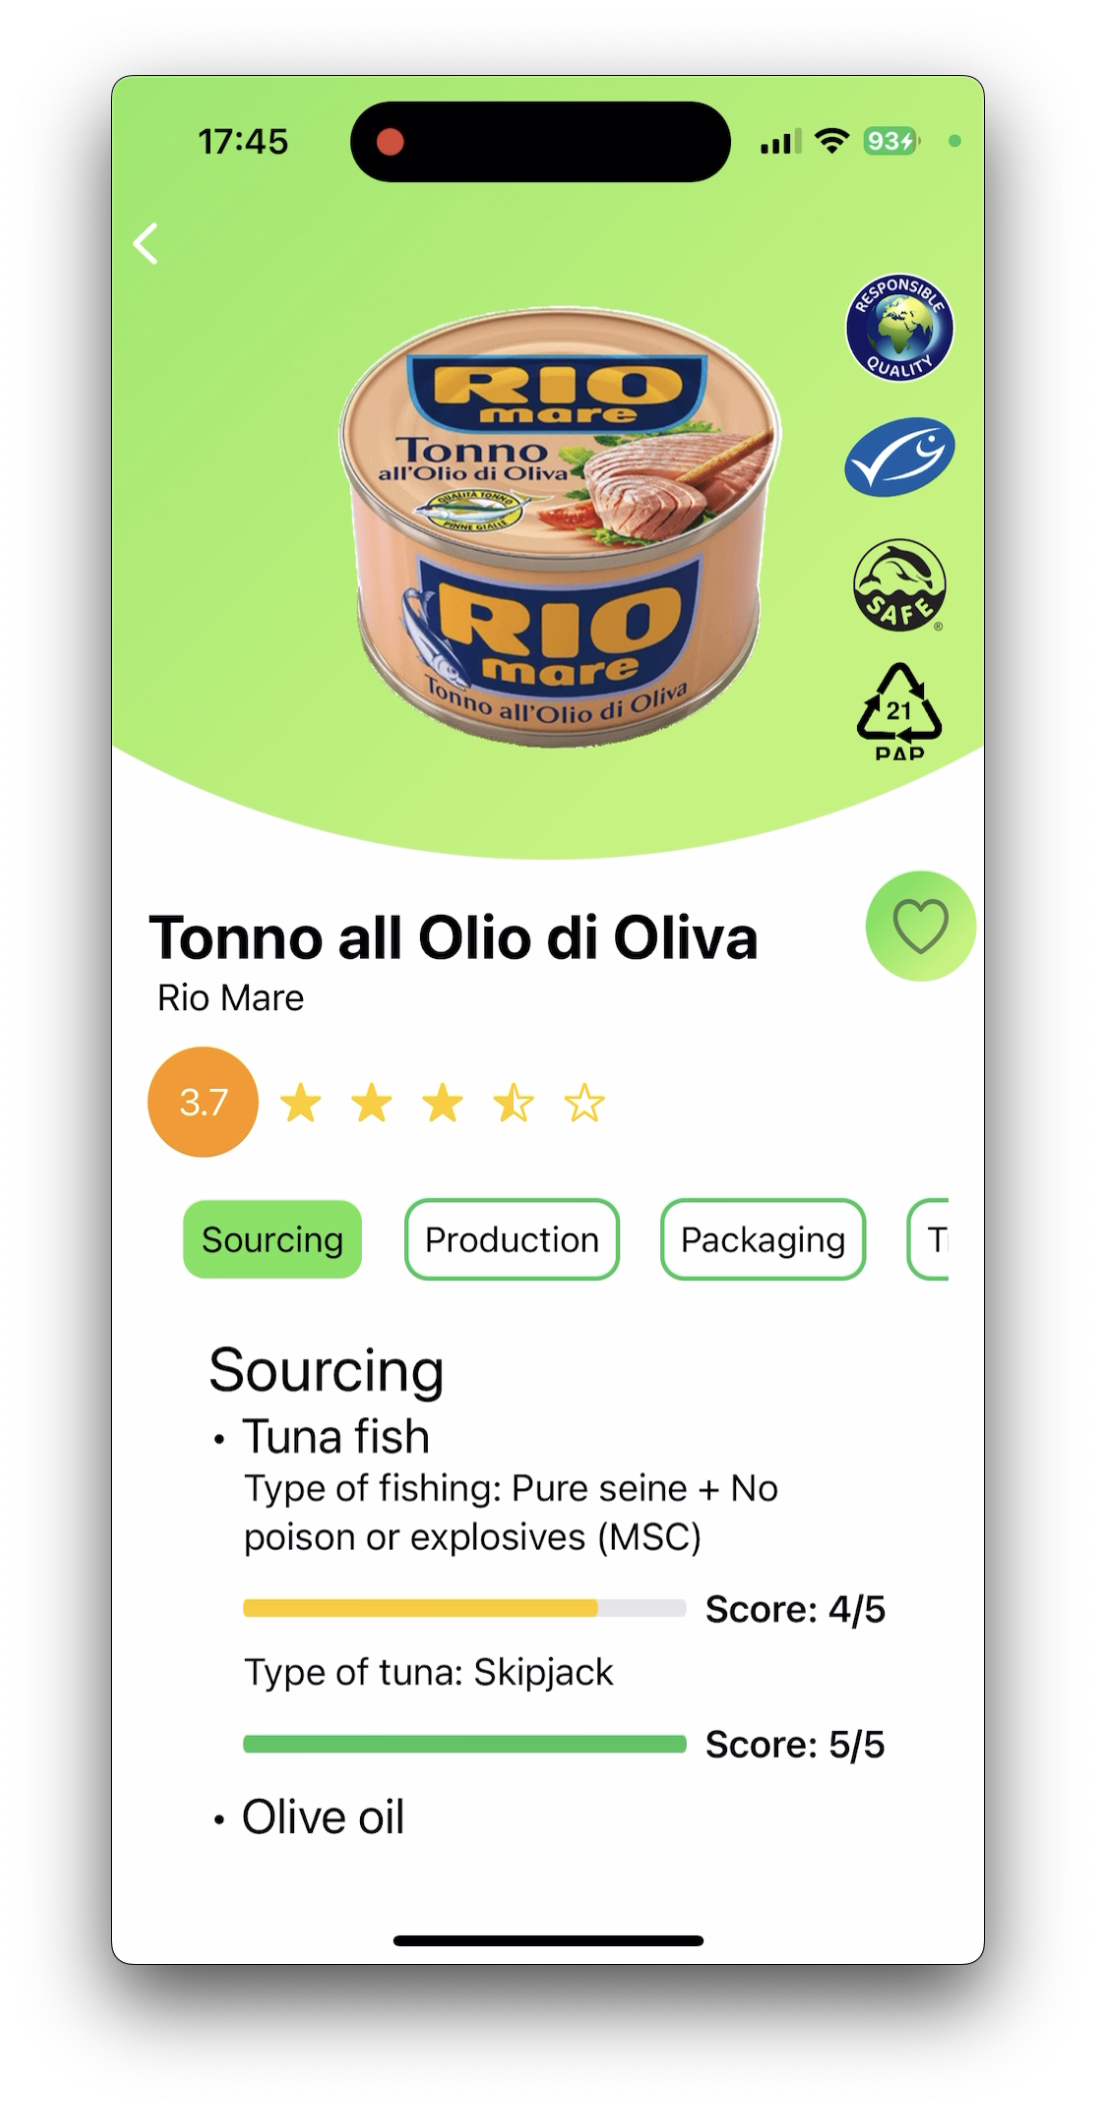 17:45
93
RESPONSIBLE
QUALITY
RIO
mare
Tonno
all'Olio di Oliva
QUALITÀ TONNO
PINNE GIALLE
RIO
mare
Tonno all'Olio di Oliva
SAFE
®
21
PAP
Tonno all Olio di Oliva
Rio Mare
3.7
Sourcing
Production
Packaging
Sourcing
• Tuna fish
Type of fishing: Pure seine + No
poison or explosives (MSC)
Score: 4/5
Type of tuna: Skipjack
Score: 5/5
• Olive oil